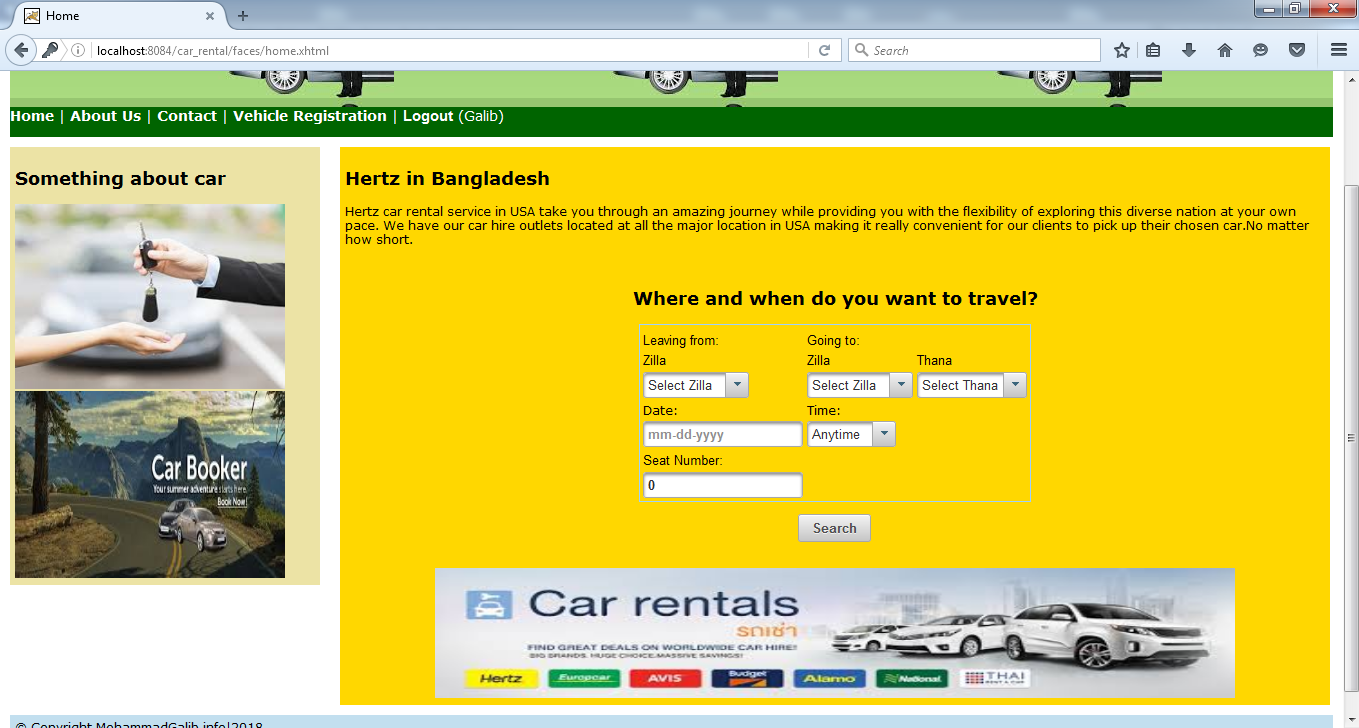 Home
localhost:8084/car_rental/faces/home.xhtml
Search
Home | About Us | Contact | Vehicle Registration | Logout (Galib)
Something about car
Car Booker
Your summer adventure starts here.
Book Now!
Hertz in Bangladesh
Hertz car rental service in USA take you through an amazing journey while providing you with the flexibility of exploring this diverse nation at your own
pace. We have our car hire outlets located at all the major location in USA making it really convenient for our clients to pick up their chosen car.No matter
how short.
Where and when do you want to travel?
Leaving from: Going to:
Zilla Zilla Thana
Select Zilla Select Zilla Select Thana
Date: Time:
mm-dd-yyyy Anytime
Seat Number:
0
Search
Car rentals
รถเช่า
FIND GREAT DEALS ON WORLDWIDE CAR HIRE!
BIG BRANDS. HUGE CHOICE.MASSIVE SAVINGS!
Hertz Europcar AVIS Budget Alamo National THAI RENT A CAR
© Copyright MohammadGalib.info|2018